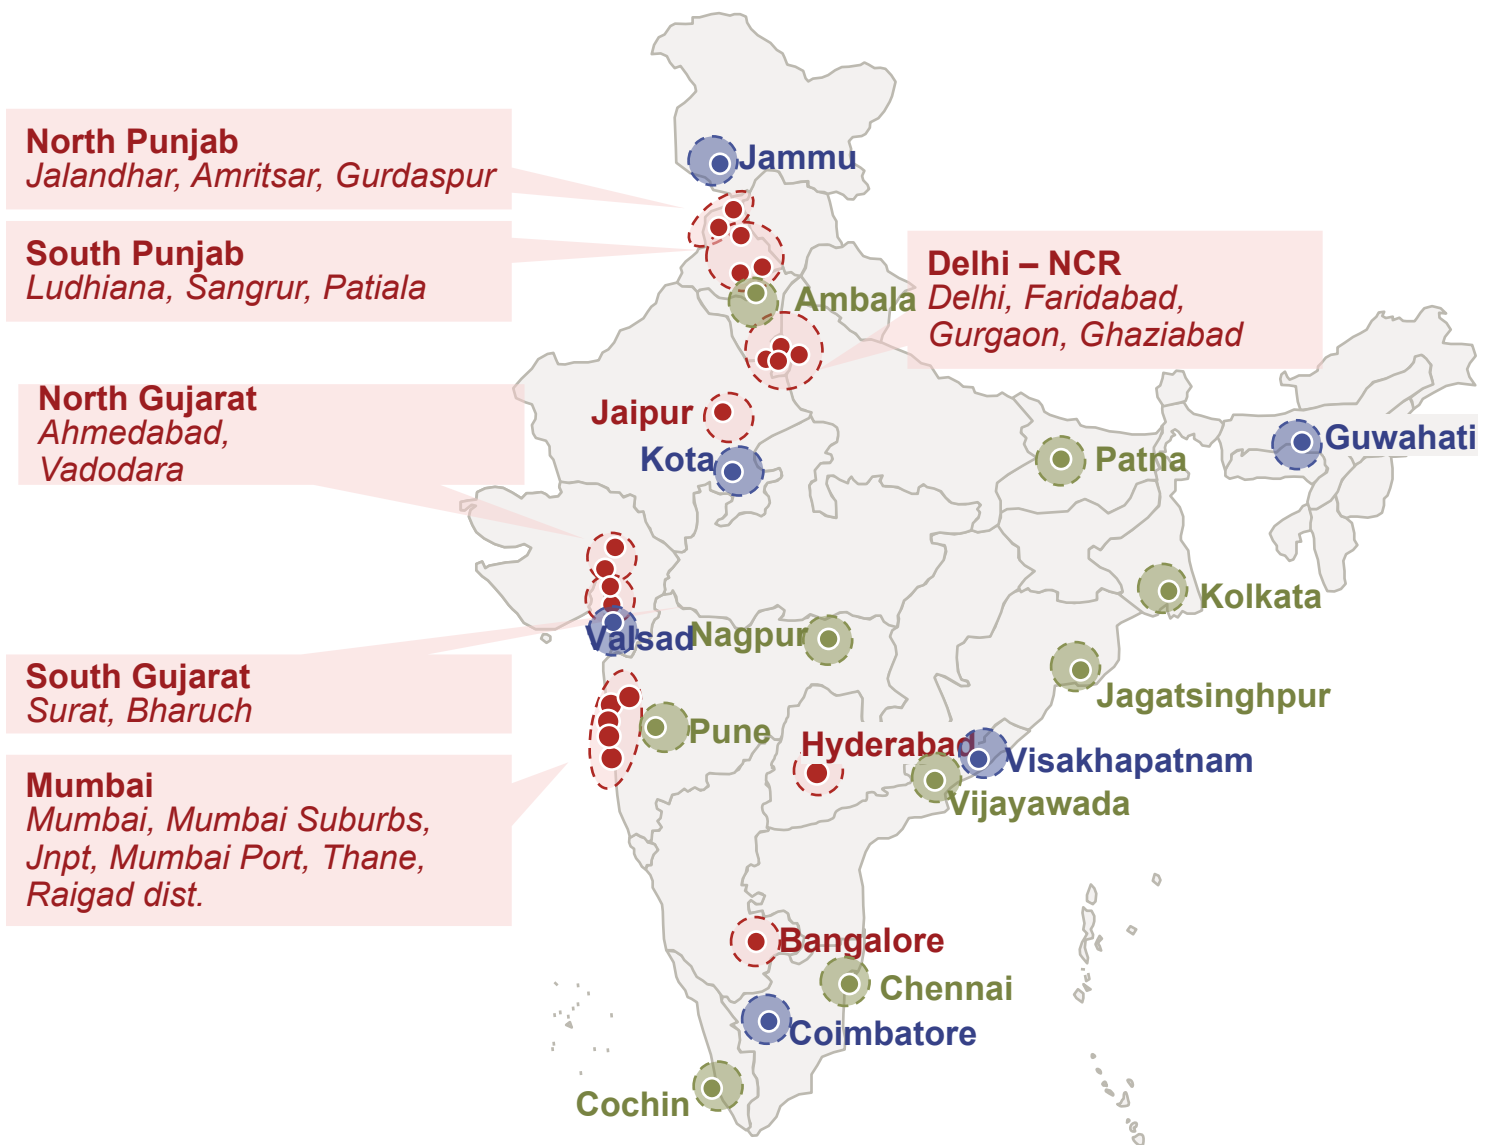 Jammu
North Punjab
Jalandhar, Amritsar, Gurdaspur
South Punjab
Ludhiana, Sangrur, Patiala
Delhi – NCR
Delhi, Faridabad,
Gurgaon, Ghaziabad
Ambala
North Gujarat
Ahmedabad,
Vadodara
Jaipur
Kota
Patna
Guwahati
Kolkata
Valsad
Nagpur
South Gujarat
Surat, Bharuch
Jagatsinghpur
Pune
Hyderabad
Visakhapatnam
Vijayawada
Mumbai
Mumbai, Mumbai Suburbs,
Jnpt, Mumbai Port, Thane,
Raigad dist.
Bangalore
Chennai
Coimbatore
Cochin